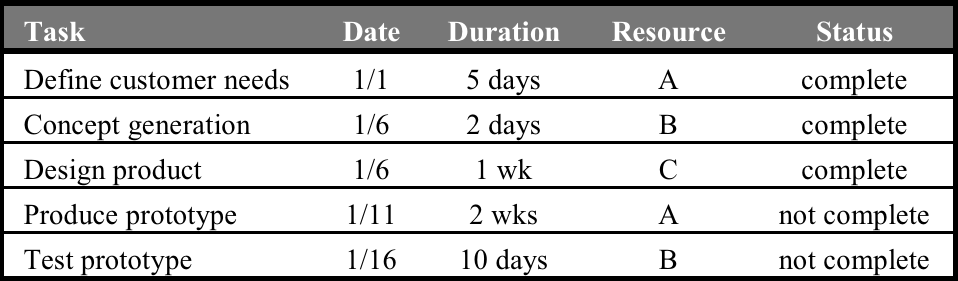 Task Date Duration Resource Status
Define customer needs 1/1 5 days A complete
Concept generation 1/6 2 days B complete
Design product 1/6 1 wk C complete
Produce prototype 1/11 2 wks A not complete
Test prototype 1/16 10 days B not complete